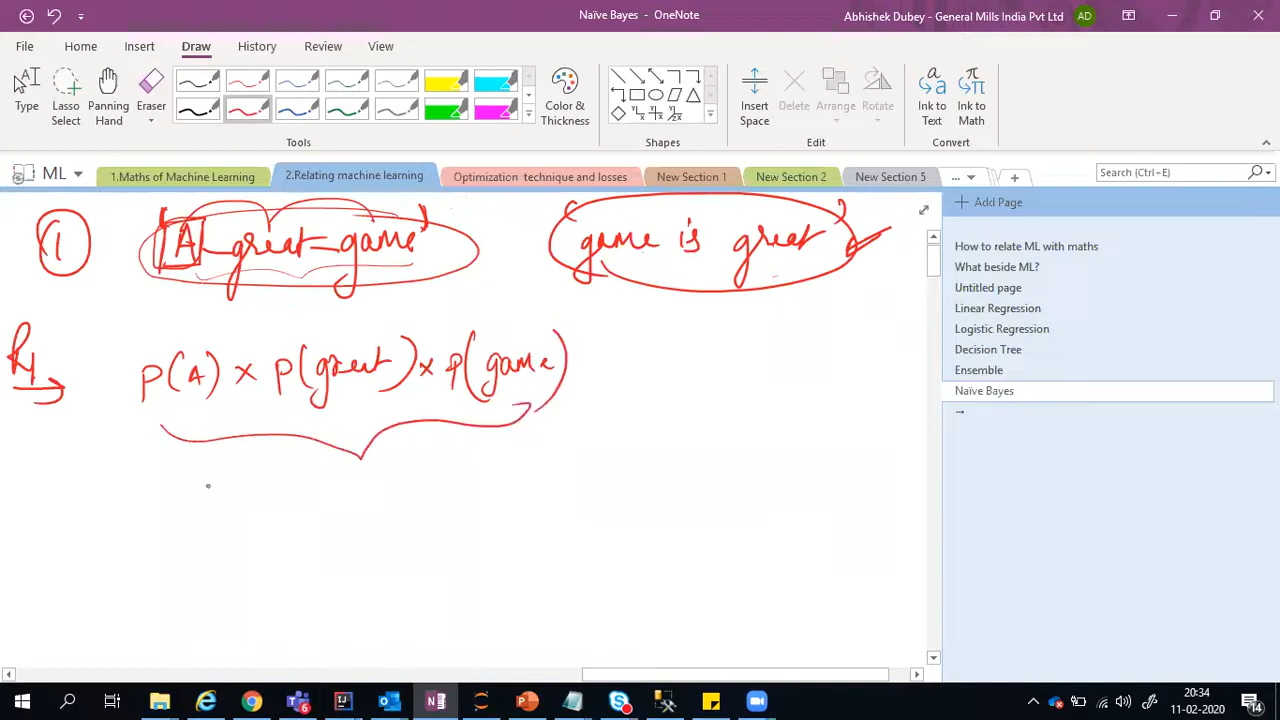 Naïve Bayes - OneNote
Abhishek Dubey - General Mills India Pvt Ltd AD
File Home Insert Draw History Review View
Type Lasso Select Panning Hand Eraser Color & Thickness Insert Space Delete Arrange Rotate Ink to Text Ink to Math
Tools Shapes Edit Convert
ML 1.Maths of Machine Learning 2.Relating machine learning Optimization technique and losses New Section 1 New Section 2 New Section 5 ... Search (Ctrl+E)
Add Page
1 A great game game is great
How to relate ML with maths
What beside ML?
Untitled page
Linear Regression
Logistic Regression
Decision Tree
Ensemble
Naïve Bayes
P(A) × P(great) × P(game)
20:34
11-02-2020
14